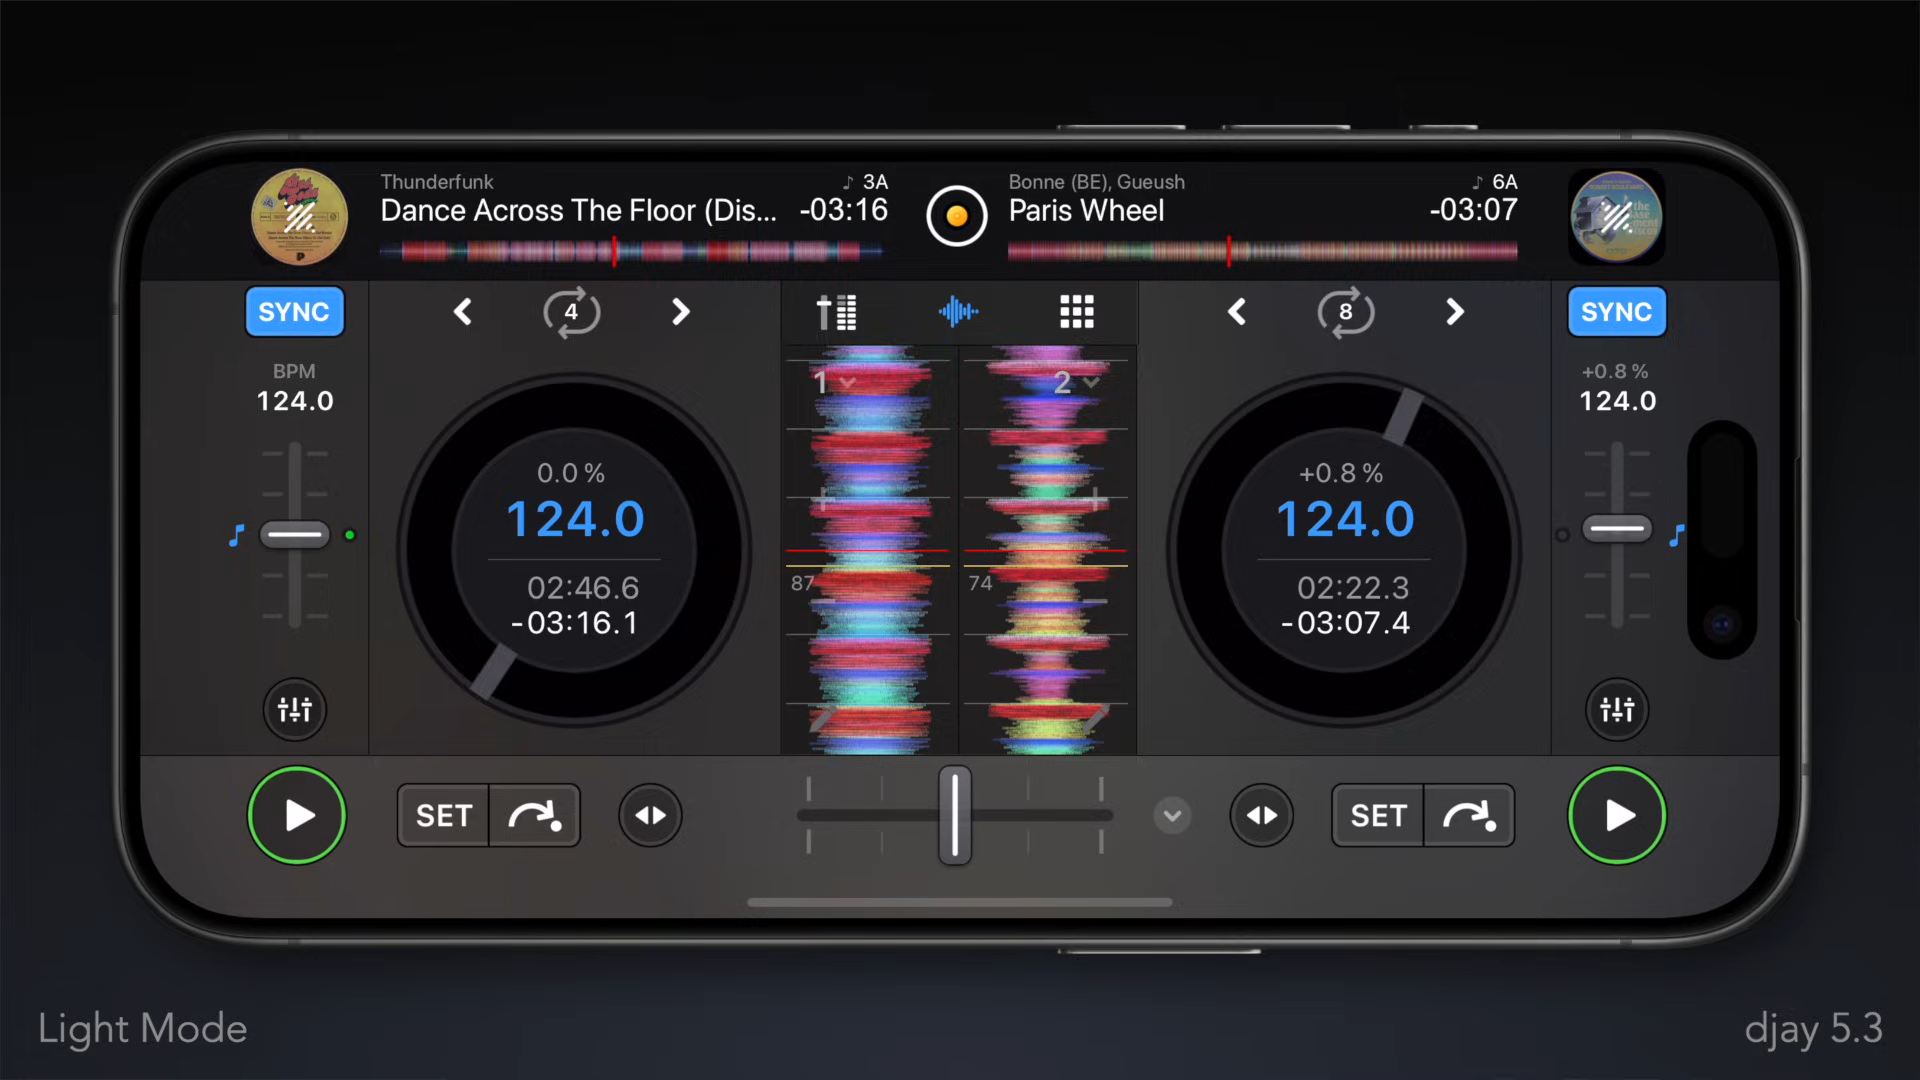 Thunderfunk
3A
Dance Across The Floor (Dis...
-03:16
Bonne (BE), Gueush
6A
Paris Wheel
-03:07
SYNC
4
8
SYNC
BPM
124.0
+0.8 %
124.0
1
2
0.0 %
124.0
02:46.6
-03:16.1
87
74
+0.8 %
124.0
02:22.3
-03:07.4
SET
SET
Light Mode
djay 5.3